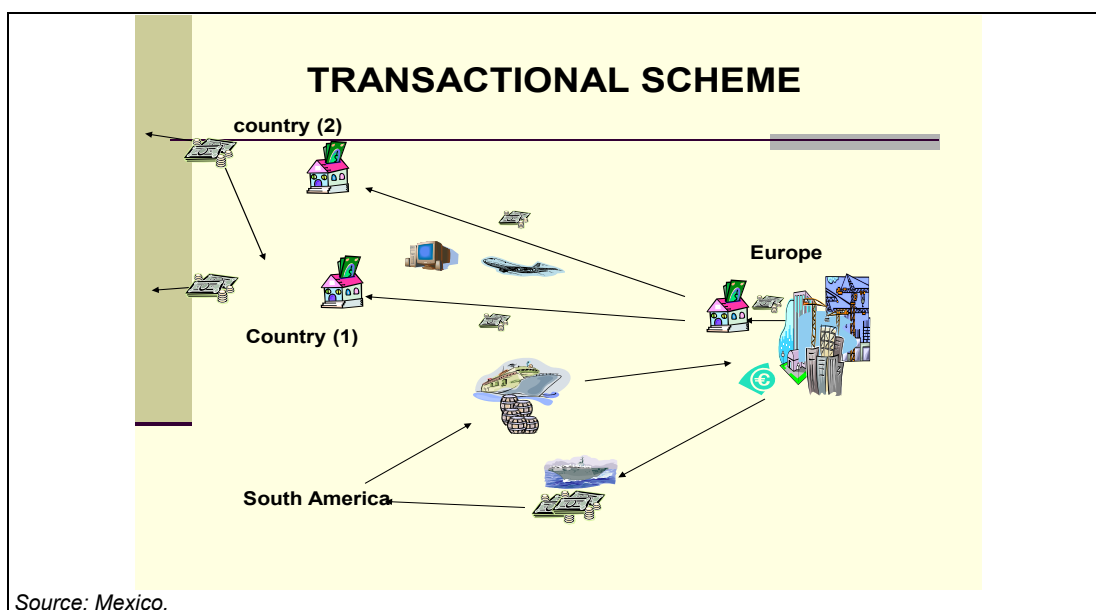 TRANSACTIONAL SCHEME
country (2)
Europe
Country (1)
€
South America
Source: Mexico.